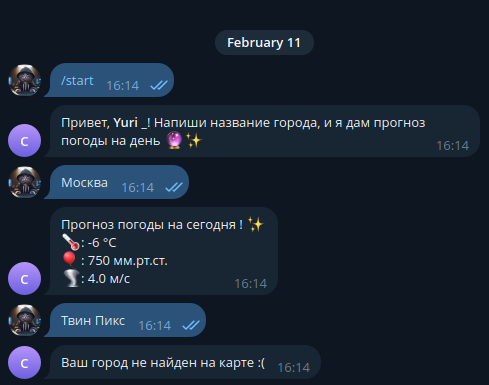 February 11
/start 16:14
Привет, Yuri _! Напиши название города, и я дам прогноз
погоды на день 🔮✨ 16:14
С
Москва 16:14
Прогноз погоды на сегодня ! ✨
🌡️: -6 °C
🎈 : 750 мм.рт.ст.
🌪️: 4.0 м/с 16:14
С
Твин Пикс 16:14
Ваш город не найден на карте :( 16:14
С